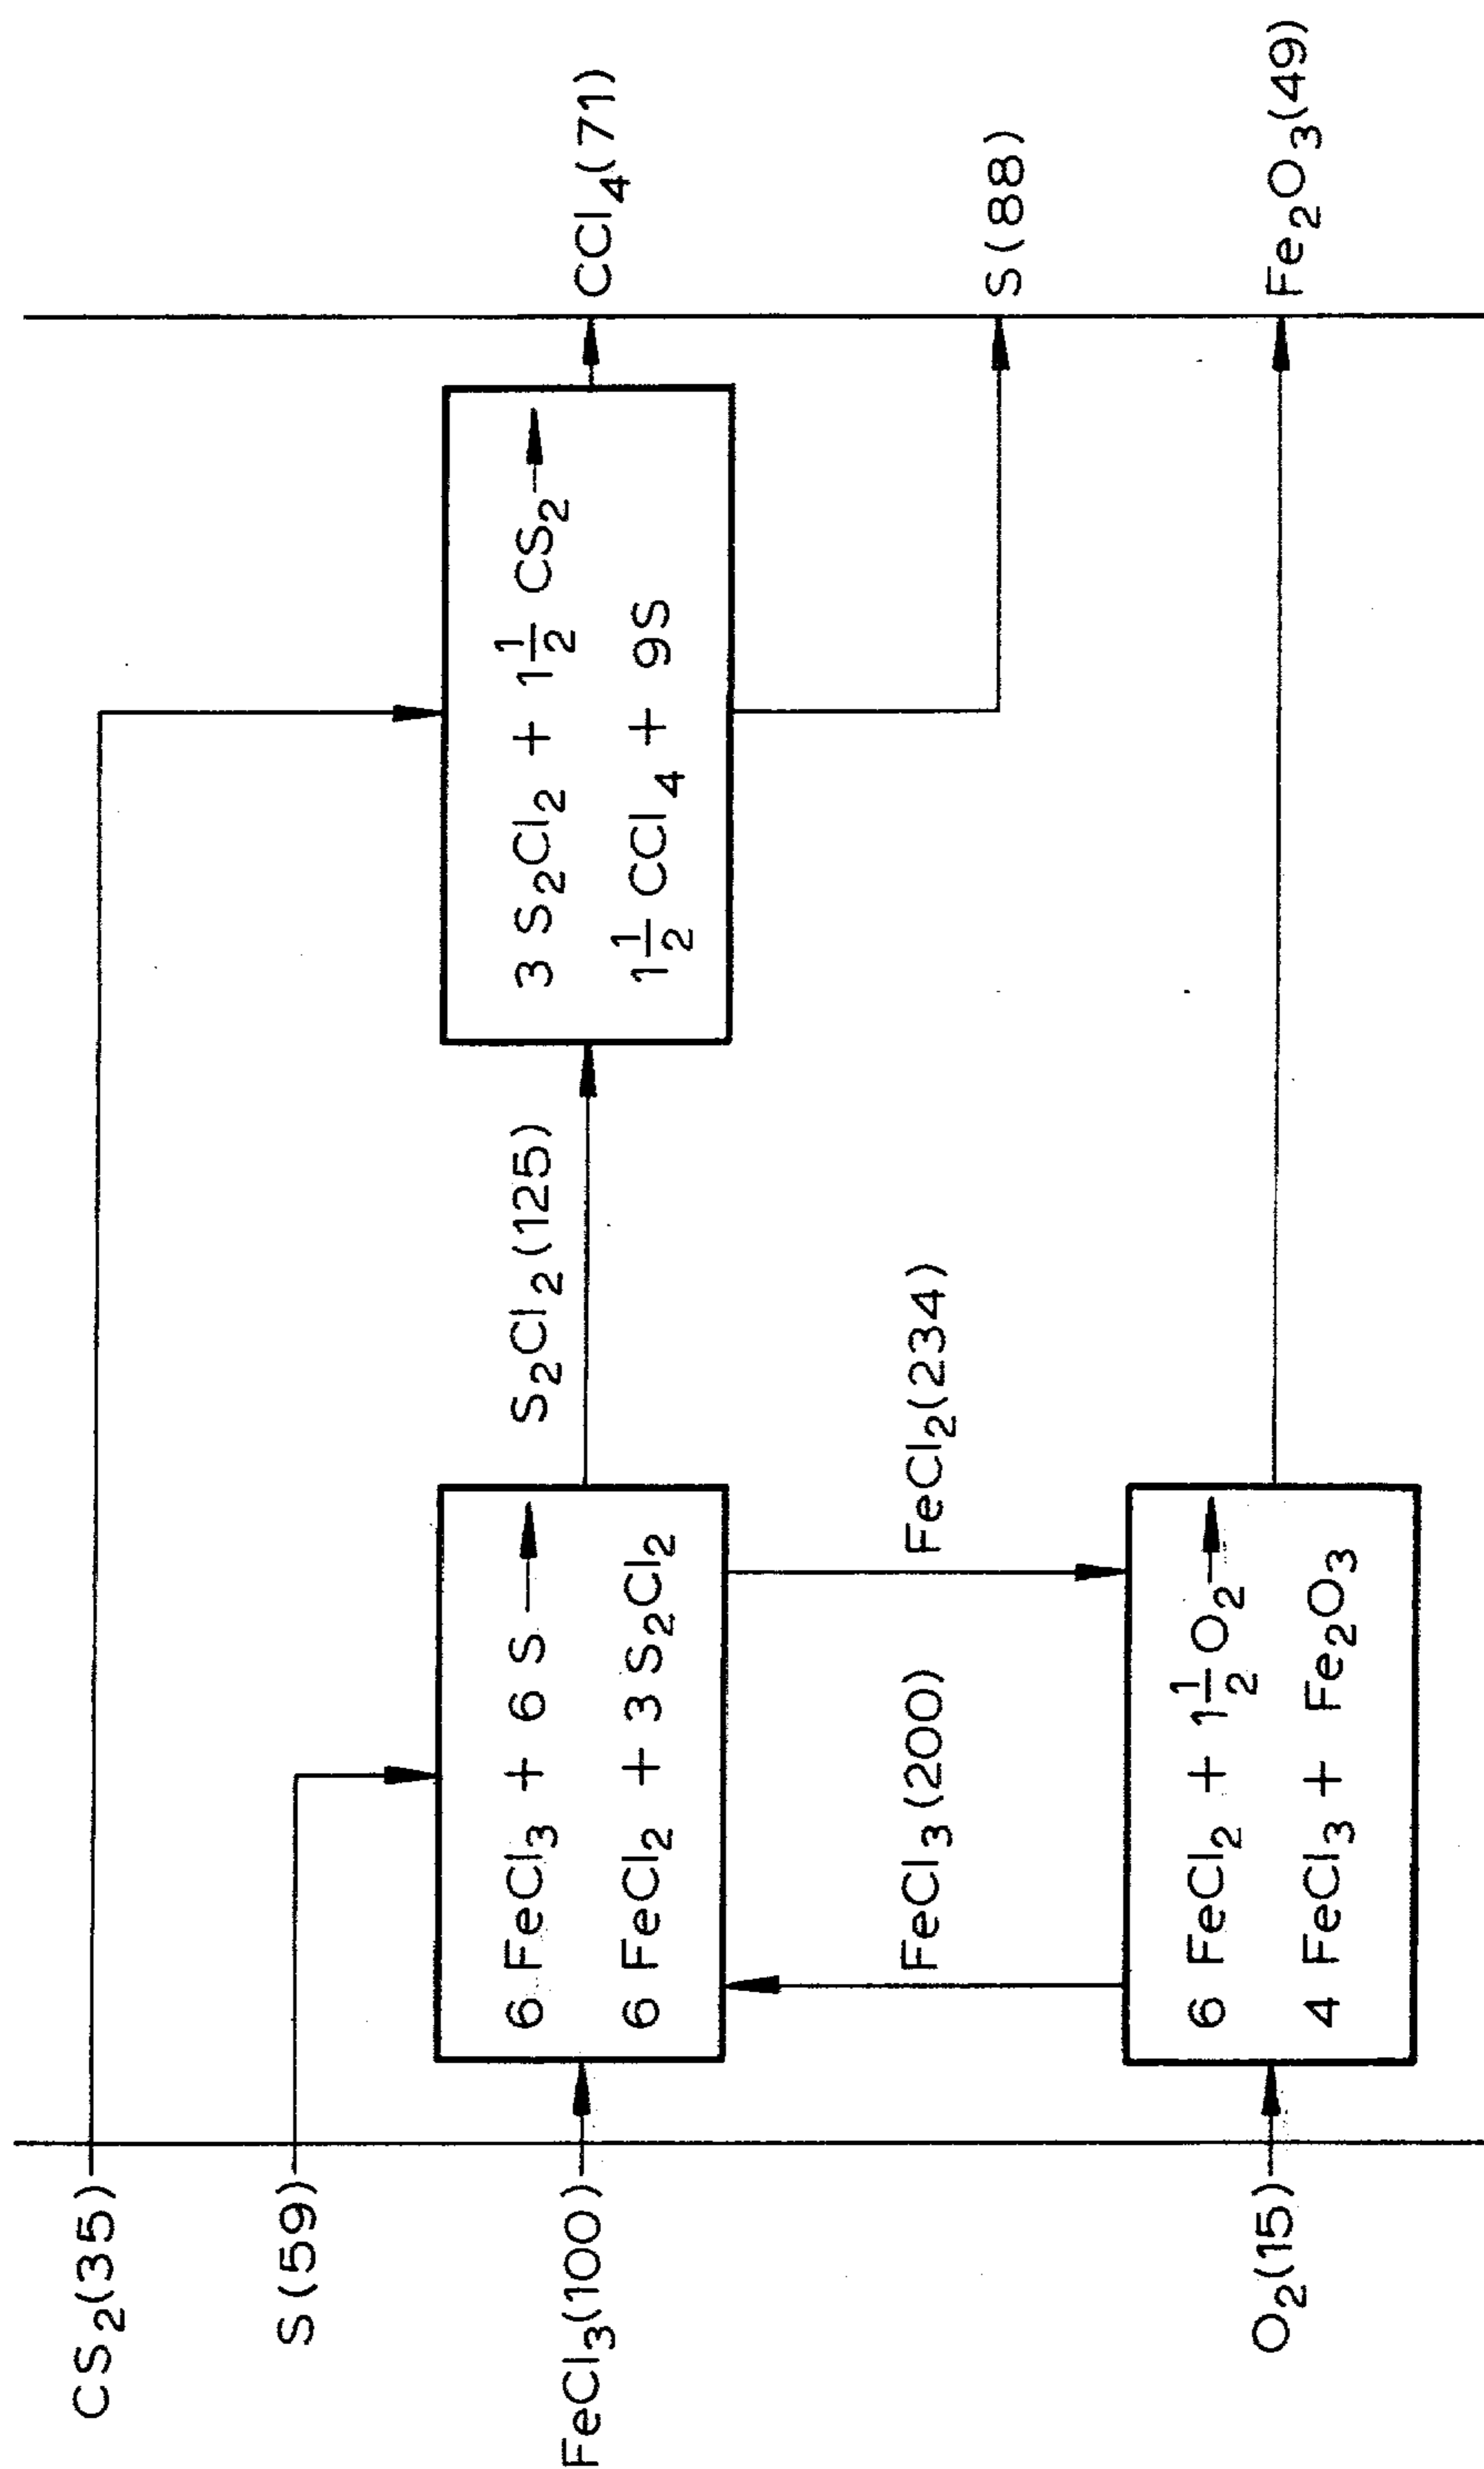 CS₂(35)
S(59)
FeCl₃(100)
O₂(15)
6 FeCl₃ + 6 S →
6 FeCl₂ + 3 S₂Cl₂
FeCl₃(200)
FeCl₂(234)
6 FeCl₂ + 1½ O₂ →
4 FeCl₃ + Fe₂O₃
S₂Cl₂(125)
3 S₂Cl₂ + 1½ CS₂ →
1½ CCl₄ + 9S
CCl₄(71)
S(88)
Fe₂O₃(49)